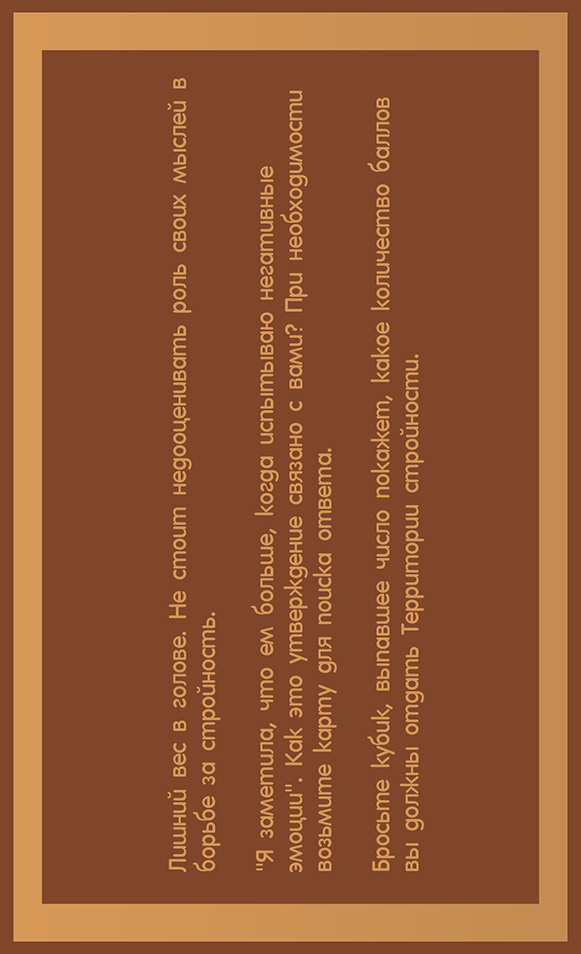 Лишний вес в голове. Не стоит недооценивать роль своих мыслей в
борьбе за стройность.
"Я заметила, что ем больше, когда испытываю негативные
эмоции". Как это утверждение связано с вами? При необходимости
возьмите карту для поиска ответа.
Бросьте кубик, выпавшее число покажет, какое количество баллов
вы должны отдать Территории стройности.